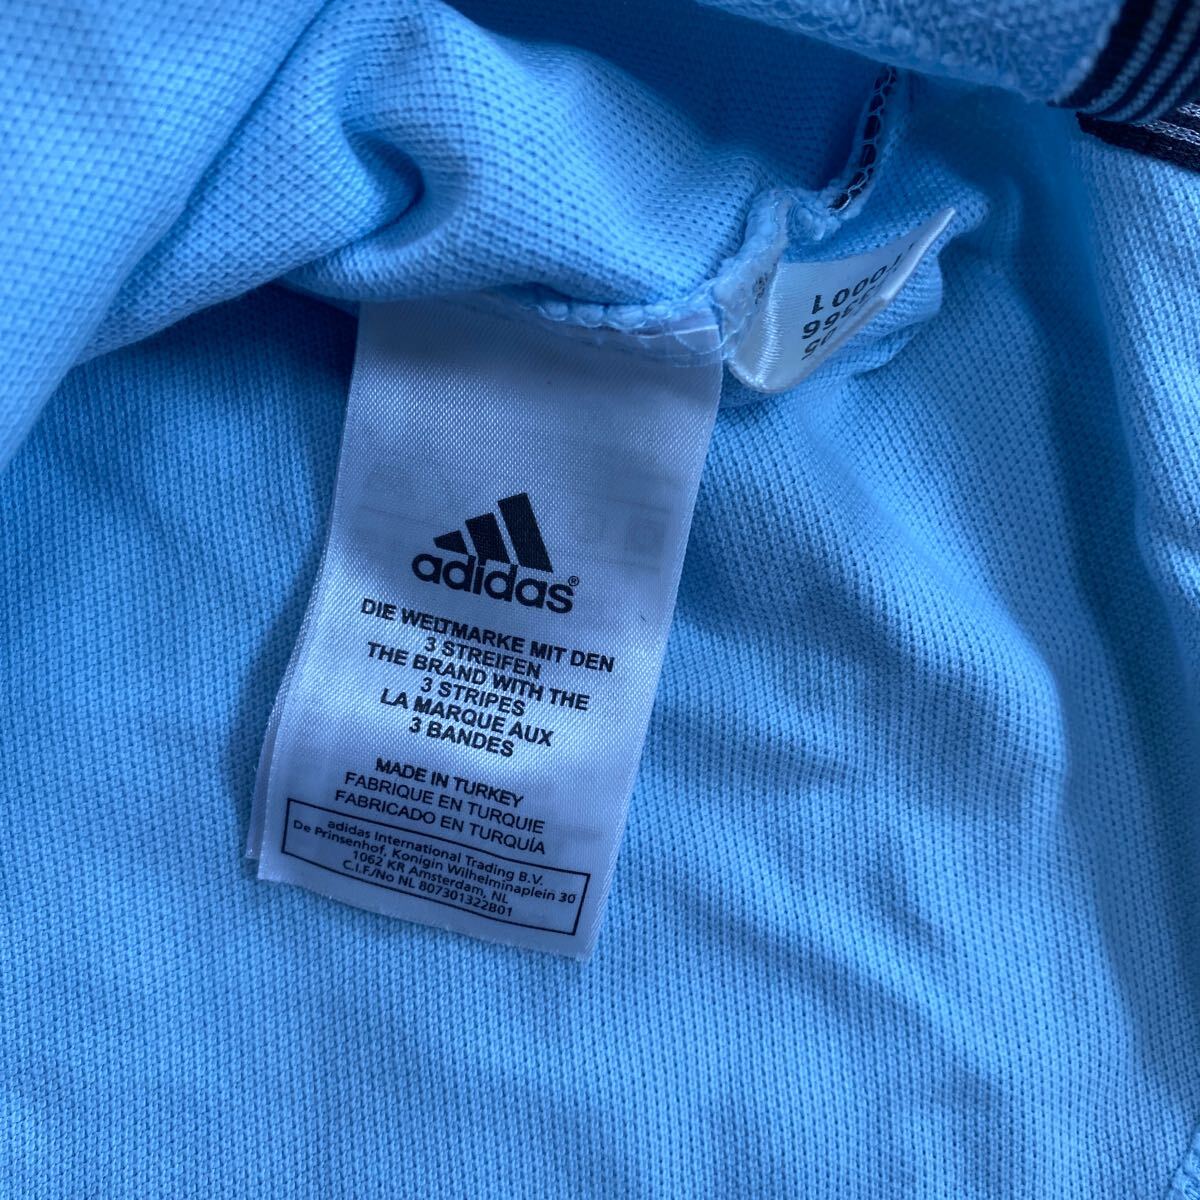 adidas®
DIE WELTMARKE MIT DEN
3 STREIFEN
THE BRAND WITH THE
3 STRIPES
LA MARQUE AUX
3 BANDES
MADE IN TURKEY
FABRIQUE EN TURQUIE
FABRICADO EN TURQUÍA
adidas International Trading B.V.
De Prinsenhof, Konigin Wilhelminaplein 30
1062 KR Amsterdam, NL
C.I.F./No NL 807301322B01